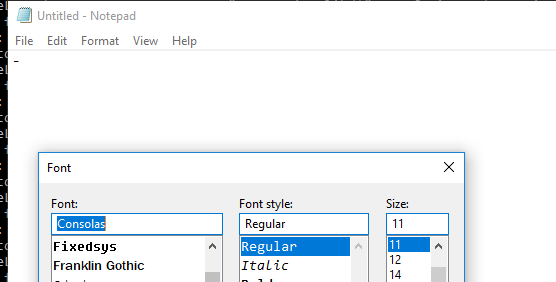 Untitled - Notepad
File Edit Format View Help
-
Font
Font: Font style: Size:
Consolas Regular 11
Fixedsys Regular 11
Franklin Gothic Italic 12
14